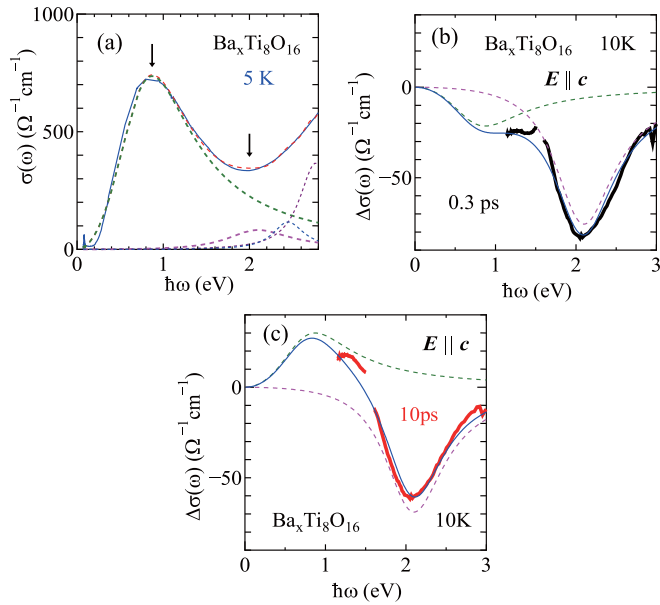 1000
(a)
BaxTi8O16
5 K
500
0
σ(ω) (Ω−1cm−1)
0 1 2
ħω (eV)
(b)
BaxTi8O16 10K
E || c
0
−50
Δσ(ω) (Ω−1cm−1)
0.3 ps
0 1 2 3
ħω (eV)
(c)
E || c
0
−50
Δσ(ω) (Ω−1cm−1)
10ps
BaxTi8O16 10K
0 1 2 3
ħω (eV)